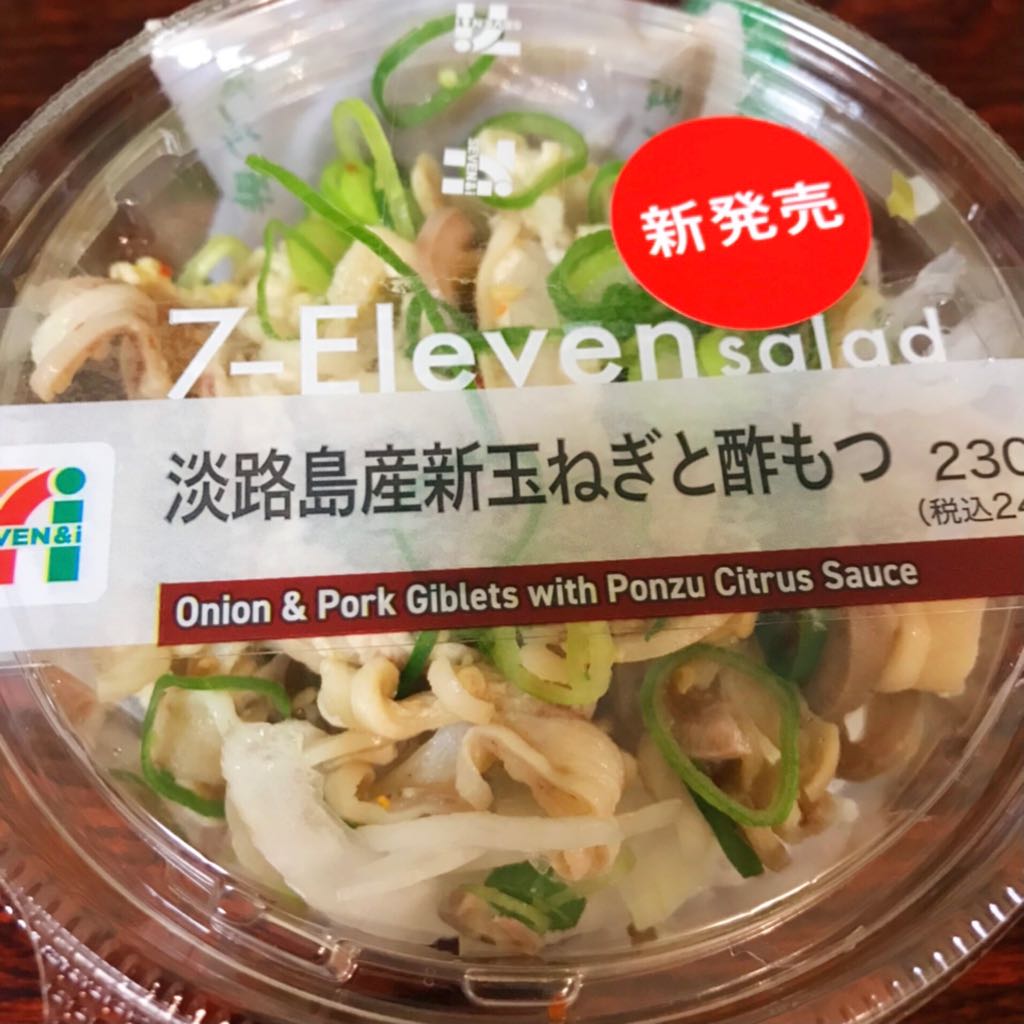 新発売
7-Eleven salad
淡路島産新玉ねぎと酢もつ 230
(税込24
VEN&i
Onion & Pork Giblets with Ponzu Citrus Sauce